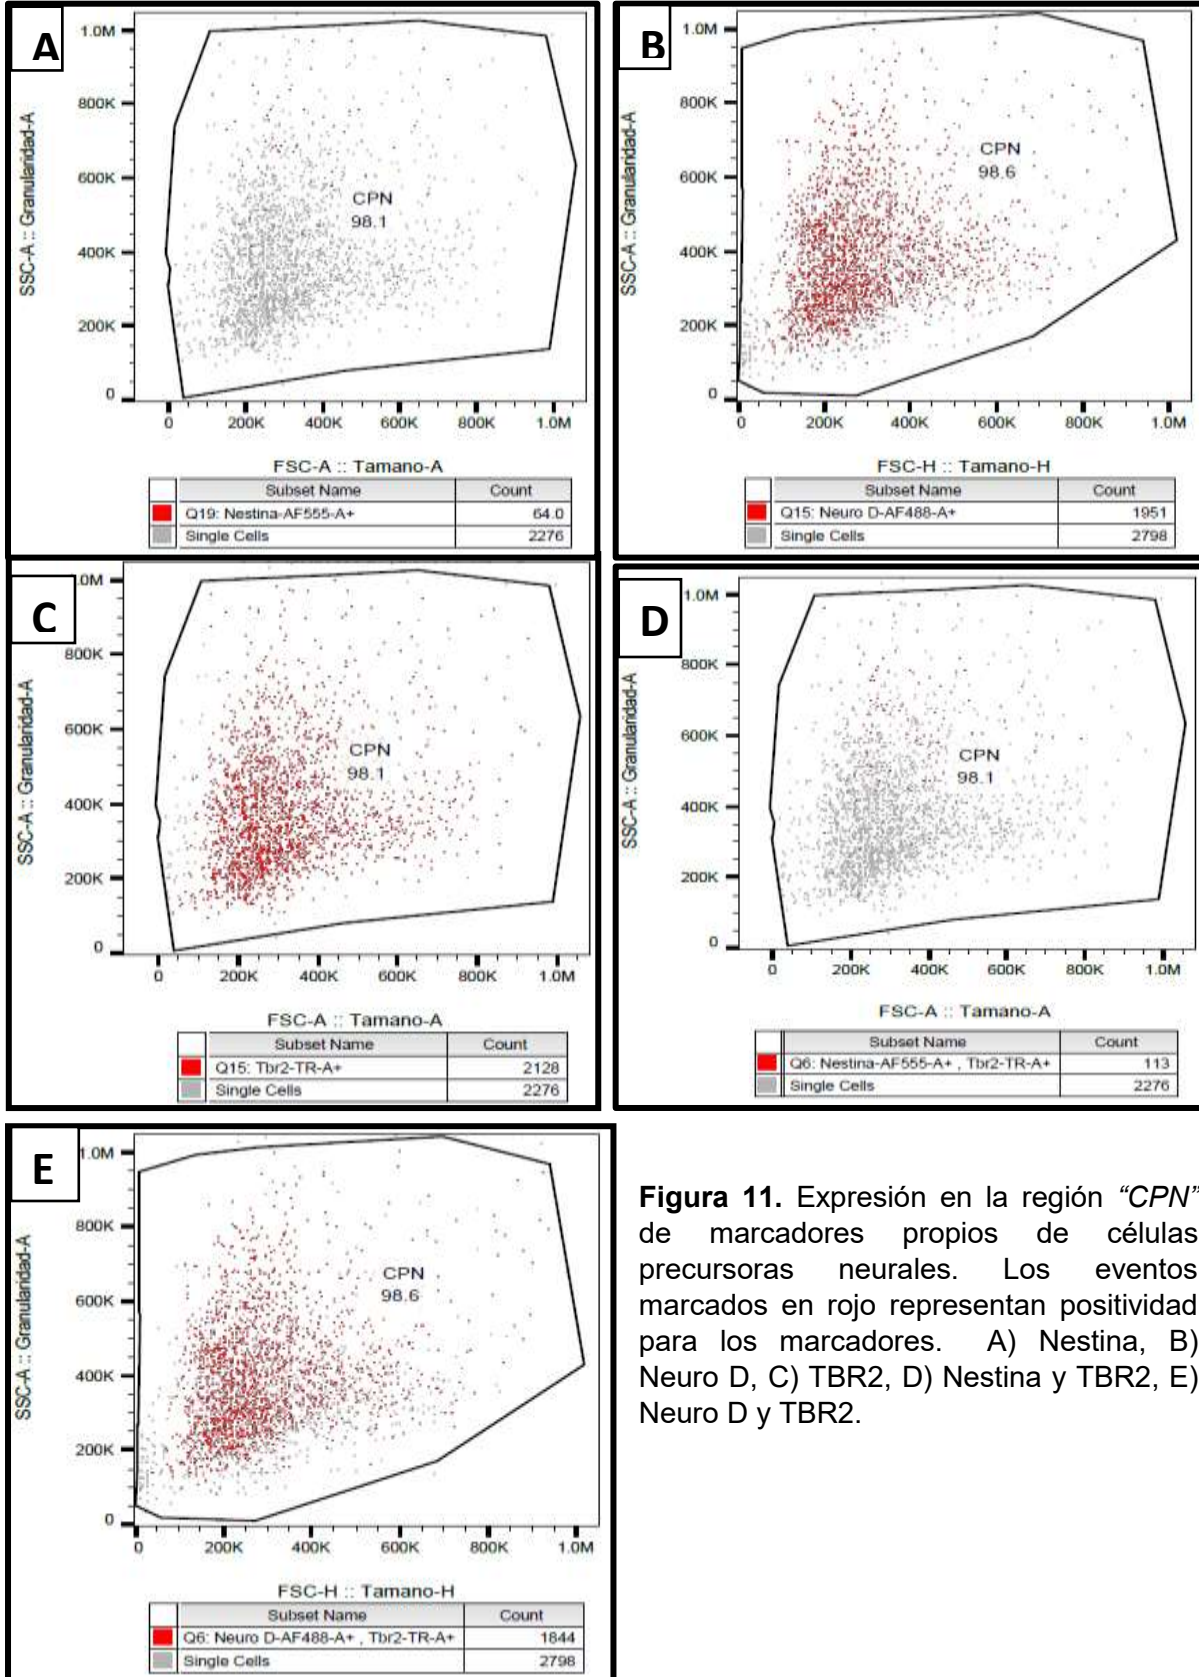 A
1.0M
800K
600K
400K
200K
0
SSC-A :: Granularidad-A
CPN
98.1
0 200K 400K 600K 800K 1.0M
FSC-A :: Tamano-A
Subset Name Count
Q19: Nestina-AF555-A+ 64.0
Single Cells 2276
B
1.0M
800K
600K
400K
200K
0
SSC-A :: Granularidad-A
CPN
98.6
0 200K 400K 600K 800K 1.0M
FSC-H :: Tamano-H
Subset Name Count
Q15: Neuro D-AF488-A+ 1951
Single Cells 2798
C
.0M
800K
600K
400K
200K
0
SSC-A :: Granularidad-A
CPN
98.1
0 200K 400K 600K 800K 1.0M
FSC-A :: Tamano-A
Subset Name Count
Q15: Tbr2-TR-A+ 2128
Single Cells 2276
D
1.0M
800K
600K
400K
200K
0
SSC-A :: Granularidad-A
CPN
98.1
0 200K 400K 600K 800K 1.0M
FSC-A :: Tamano-A
Subset Name Count
Q6: Nestina-AF555-A+ , Tbr2-TR-A+ 113
Single Cells 2276
E
1.0M
800K
600K
400K
200K
0
SSC-A :: Granularidad-A
CPN
98.6
0 200K 400K 600K 800K 1.0M
FSC-H :: Tamano-H
Subset Name Count
Q6: Neuro D-AF488-A+ , Tbr2-TR-A+ 1844
Single Cells 2798
Figura 11. Expresión en la región “CPN”
de marcadores propios de células
precursoras neurales. Los eventos
marcados en rojo representan positividad
para los marcadores. A) Nestina, B)
Neuro D, C) TBR2, D) Nestina y TBR2, E)
Neuro D y TBR2.